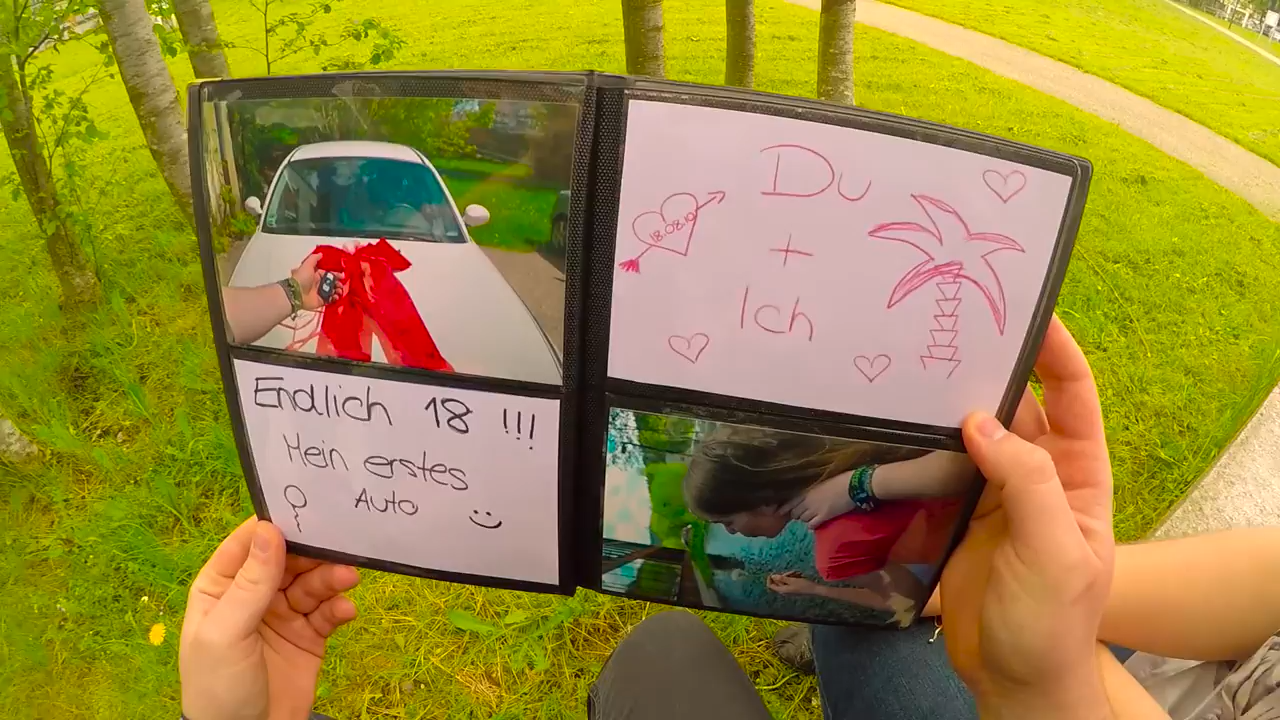 Endlich 18 !!!
Mein erstes
Auto
Du
+
Ich
18.08.10